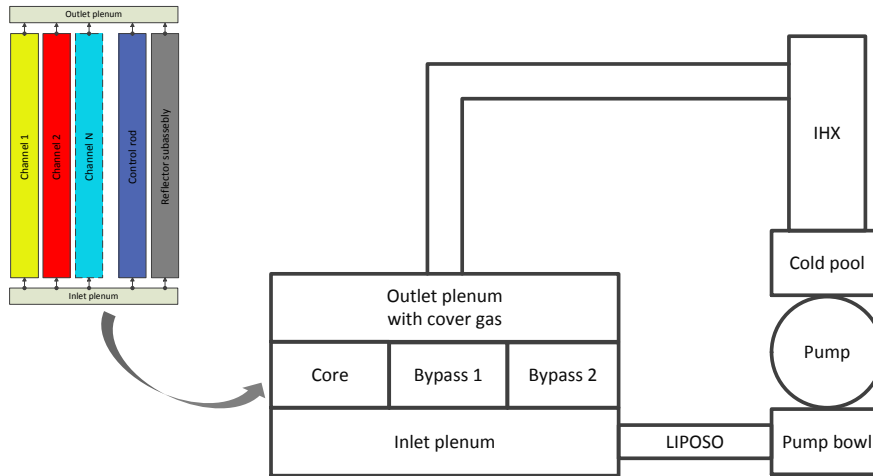 Outlet plenum
Channel 1
Channel 2
Channel N
Control rod
Reflector subassebly
Inlet plenum
IHX
Cold pool
Outlet plenum
with cover gas
Pump
Core
Bypass 1
Bypass 2
Inlet plenum
LIPOSO
Pump bowl